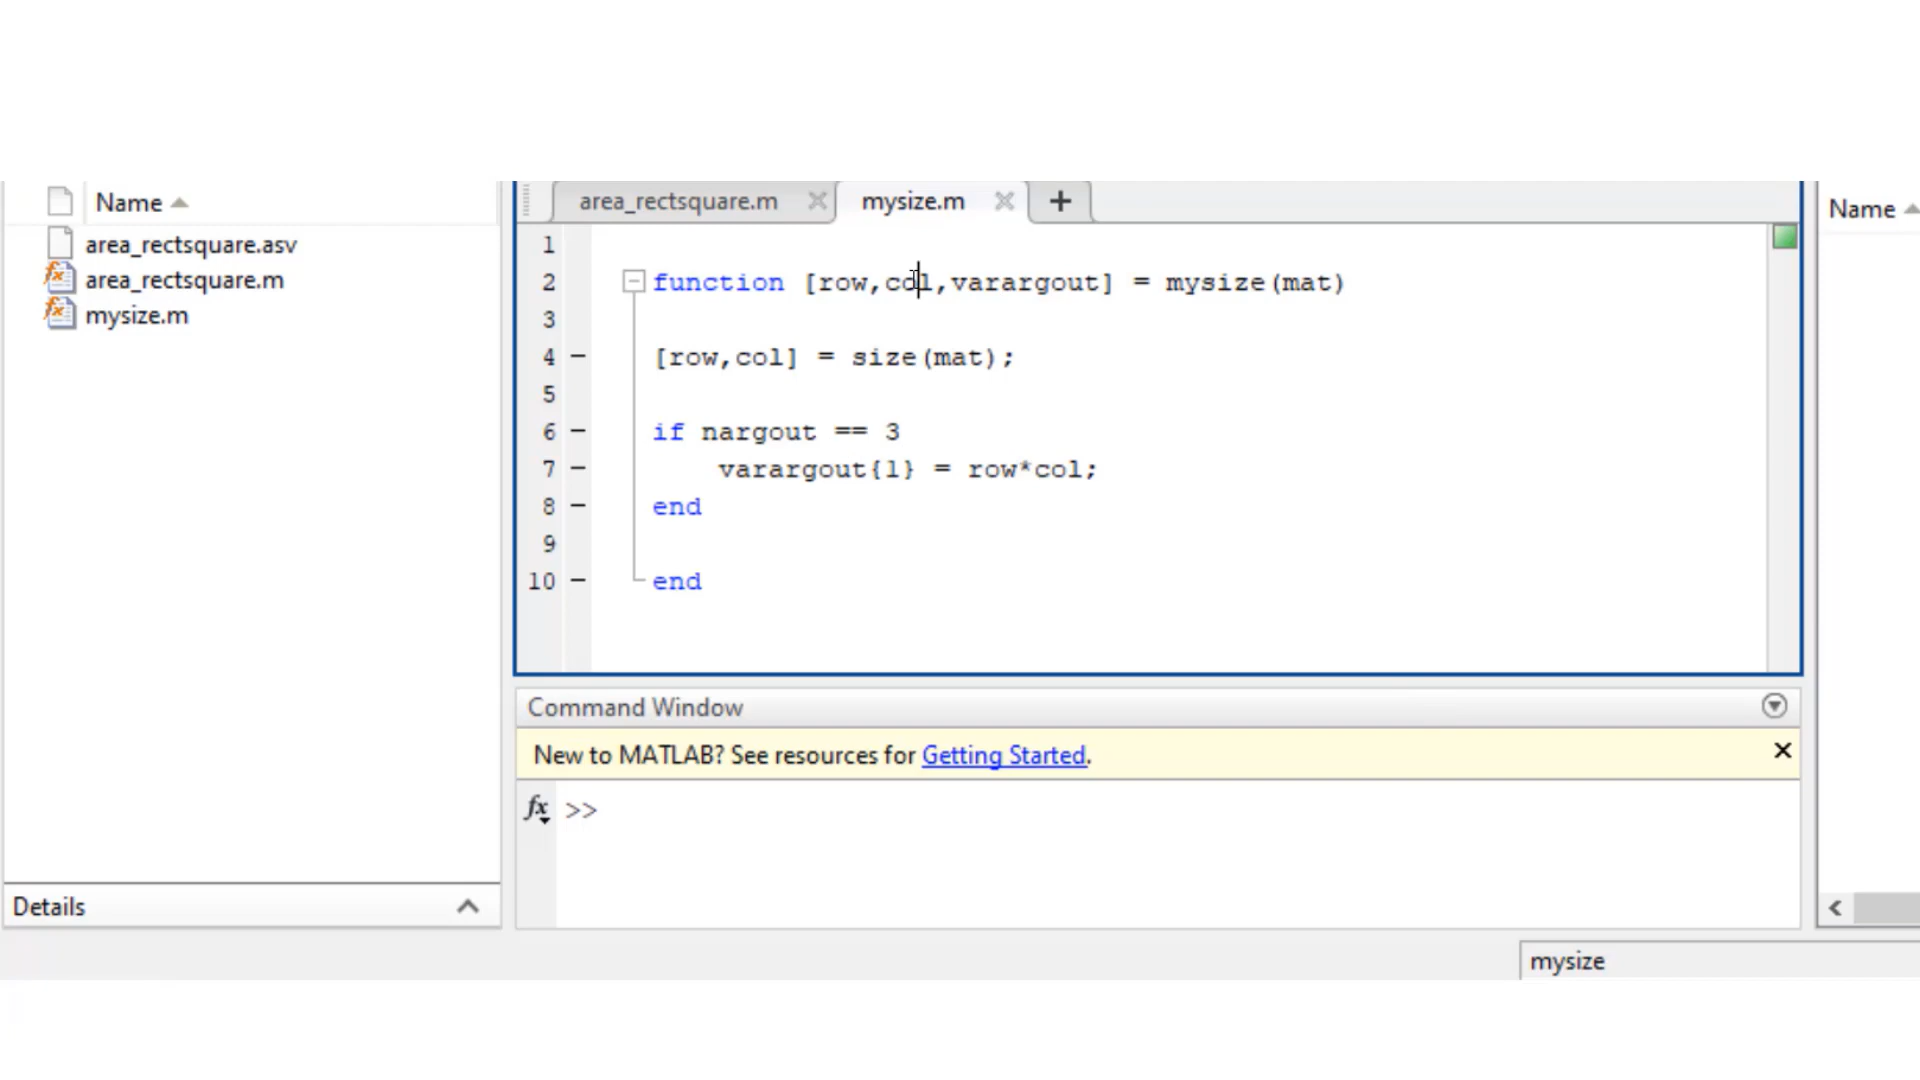 Name
area_rectsquare.asv
area_rectsquare.m
mysize.m
Details
area_rectsquare.m mysize.m +
1
2 function [row,col,varargout] = mysize(mat)
3
4 [row,col] = size(mat);
5
6 if nargout == 3
7 varargout{1} = row*col;
8 end
9
10 end
Command Window
New to MATLAB? See resources for Getting Started.
fx >>
Name
mysize